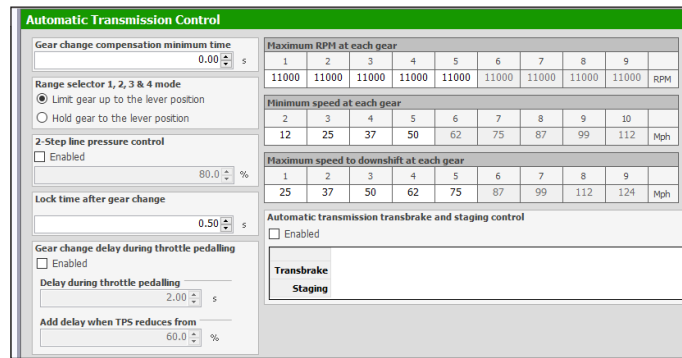 Automatic Transmission Control
Gear change compensation minimum time
0.00 s
Range selector 1, 2, 3 & 4 mode
Limit gear up to the lever position
Hold gear to the lever position
2-Step line pressure control
Enabled
80.0 %
Lock time after gear change
0.50 s
Gear change delay during throttle pedalling
Enabled
Delay during throttle pedalling
2.00 s
Add delay when TPS reduces from
60.0 %
Maximum RPM at each gear
1 2 3 4 5 6 7 8 9
11000 11000 11000 11000 11000 11000 11000 11000 11000 RPM
Minimum speed at each gear
2 3 4 5 6 7 8 9 10
12 25 37 50 62 75 87 99 112 Mph
Maximum speed to downshift at each gear
1 2 3 4 5 6 7 8 9
25 37 50 62 75 87 99 112 124 Mph
Automatic transmission transbrake and staging control
Enabled
Transbrake
Staging